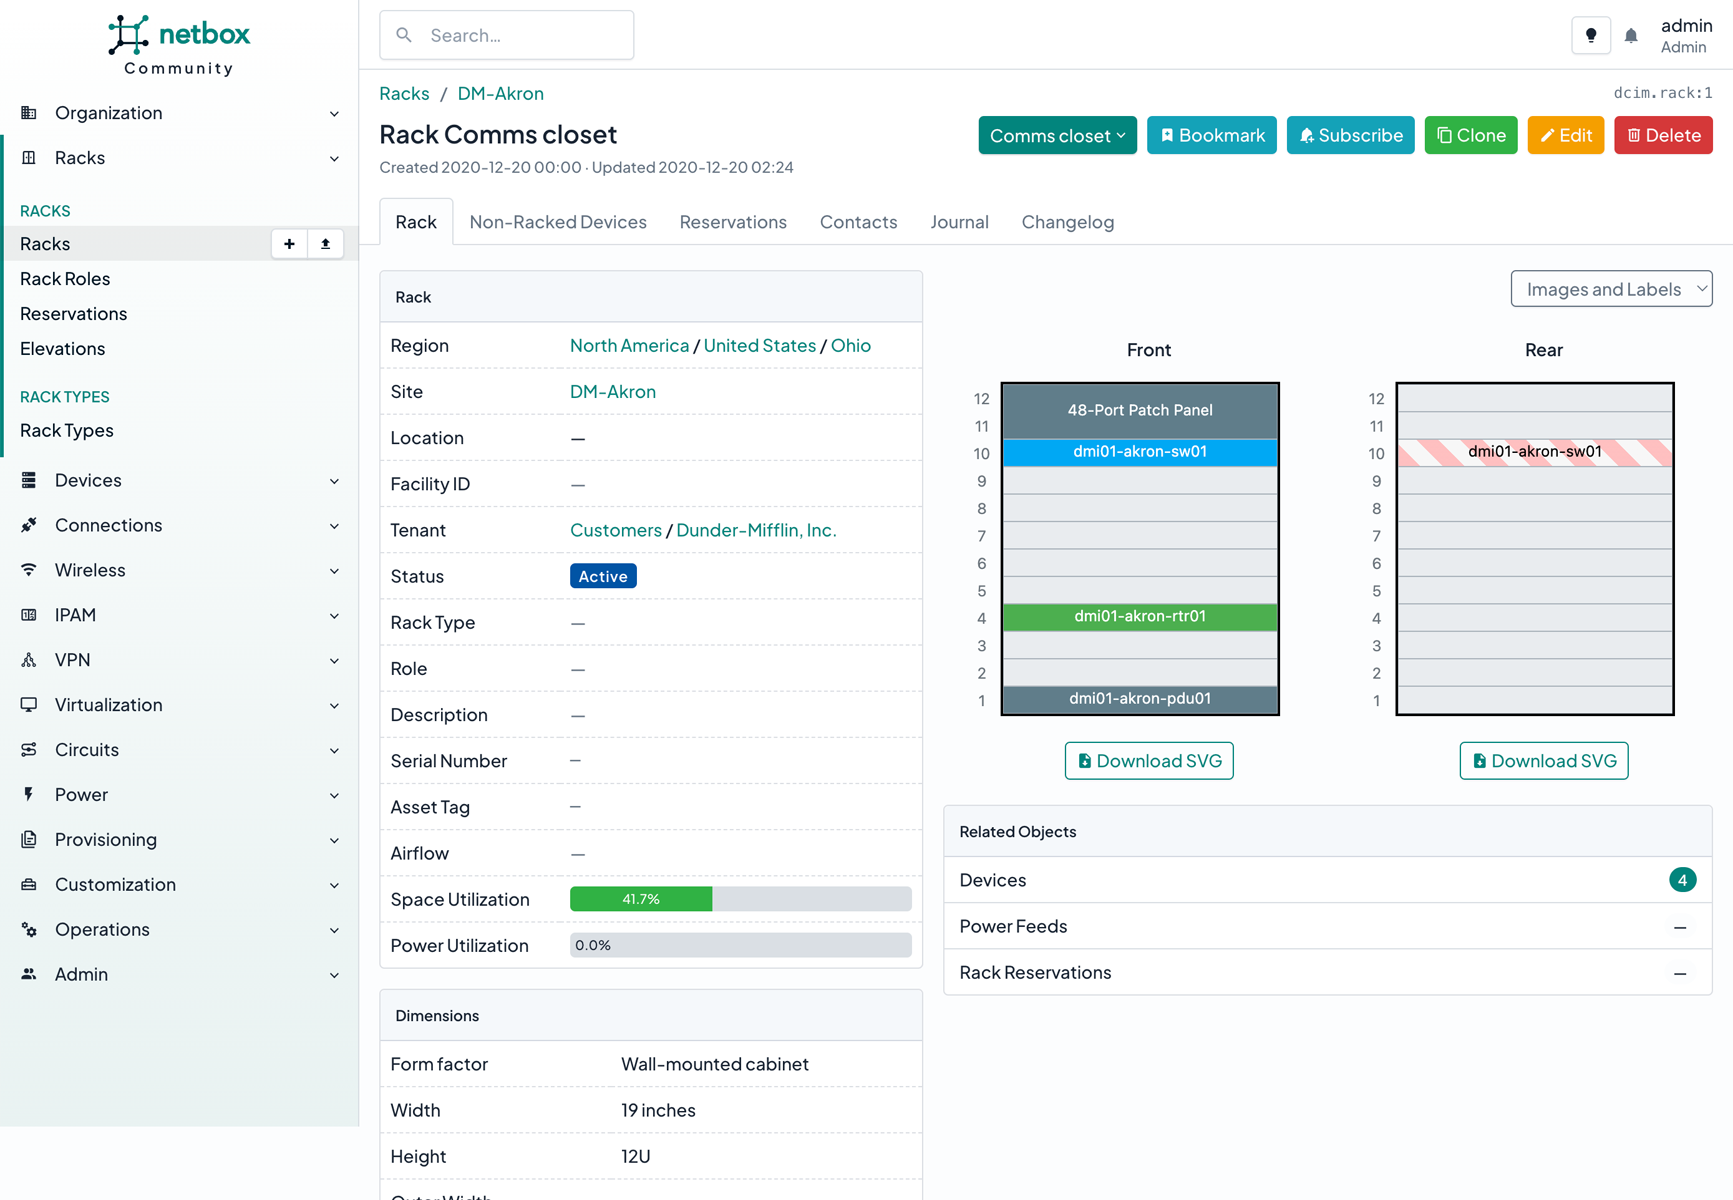 netbox
Community
Organization
Racks
RACKS
Racks
Rack Roles
Reservations
Elevations
RACK TYPES
Rack Types
Devices
Connections
Wireless
IPAM
VPN
Virtualization
Circuits
Power
Provisioning
Customization
Operations
Admin
Search...
admin
Admin
Racks / DM-Akron
dcim.rack:1
Rack Comms closet
Created 2020-12-20 00:00 · Updated 2020-12-20 02:24
Comms closet
Bookmark
Subscribe
Clone
Edit
Delete
Rack
Non-Racked Devices
Reservations
Contacts
Journal
Changelog
Rack
Region North America / United States / Ohio
Site DM-Akron
Location —
Facility ID —
Tenant Customers / Dunder-Mifflin, Inc.
Status Active
Rack Type —
Role —
Description —
Serial Number —
Asset Tag —
Airflow —
Space Utilization 41.7%
Power Utilization 0.0%
Dimensions
Form factor Wall-mounted cabinet
Width 19 inches
Height 12U
Outer Width
Images and Labels
Front
12
11
10
9
8
7
6
5
4
3
2
1
48-Port Patch Panel
dmi01-akron-sw01
dmi01-akron-rtr01
dmi01-akron-pdu01
Download SVG
Rear
12
11
10
9
8
7
6
5
4
3
2
1
dmi01-akron-sw01
Download SVG
Related Objects
Devices 4
Power Feeds —
Rack Reservations —